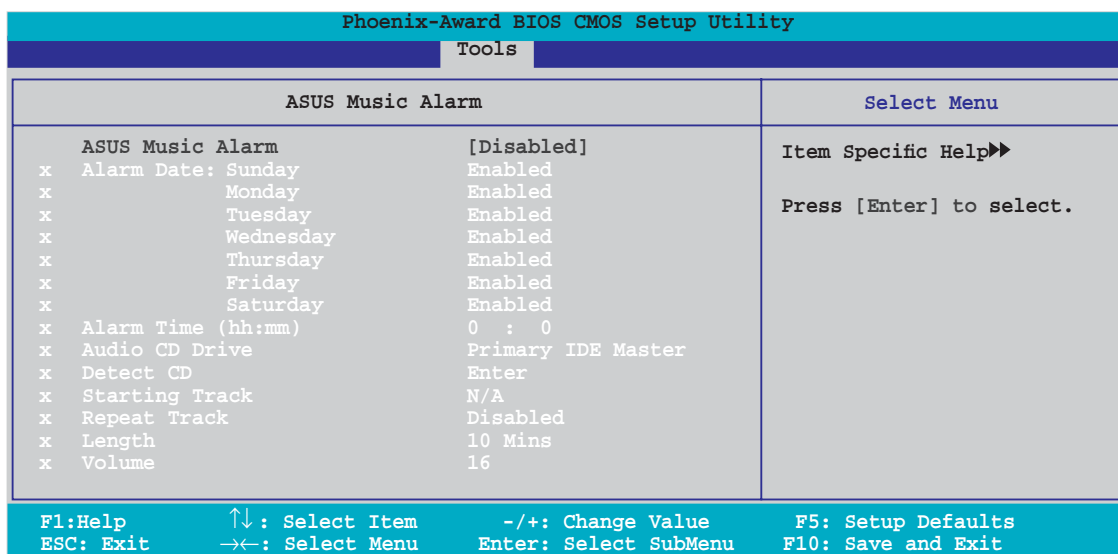 Phoenix-Award BIOS CMOS Setup Utility
Tools
ASUS Music Alarm
Select Menu
ASUS Music Alarm [Disabled]
x Alarm Date: Sunday Enabled
x Monday Enabled
x Tuesday Enabled
x Wednesday Enabled
x Thursday Enabled
x Friday Enabled
x Saturday Enabled
x Alarm Time (hh:mm) 0 : 0
x Audio CD Drive Primary IDE Master
x Detect CD Enter
x Starting Track N/A
x Repeat Track Disabled
x Length 10 Mins
x Volume 16
Item Specific Help▶▶
Press [Enter] to select.
F1:Help ↑↓: Select Item -/+: Change Value F5: Setup Defaults
ESC: Exit →←: Select Menu Enter: Select SubMenu F10: Save and Exit